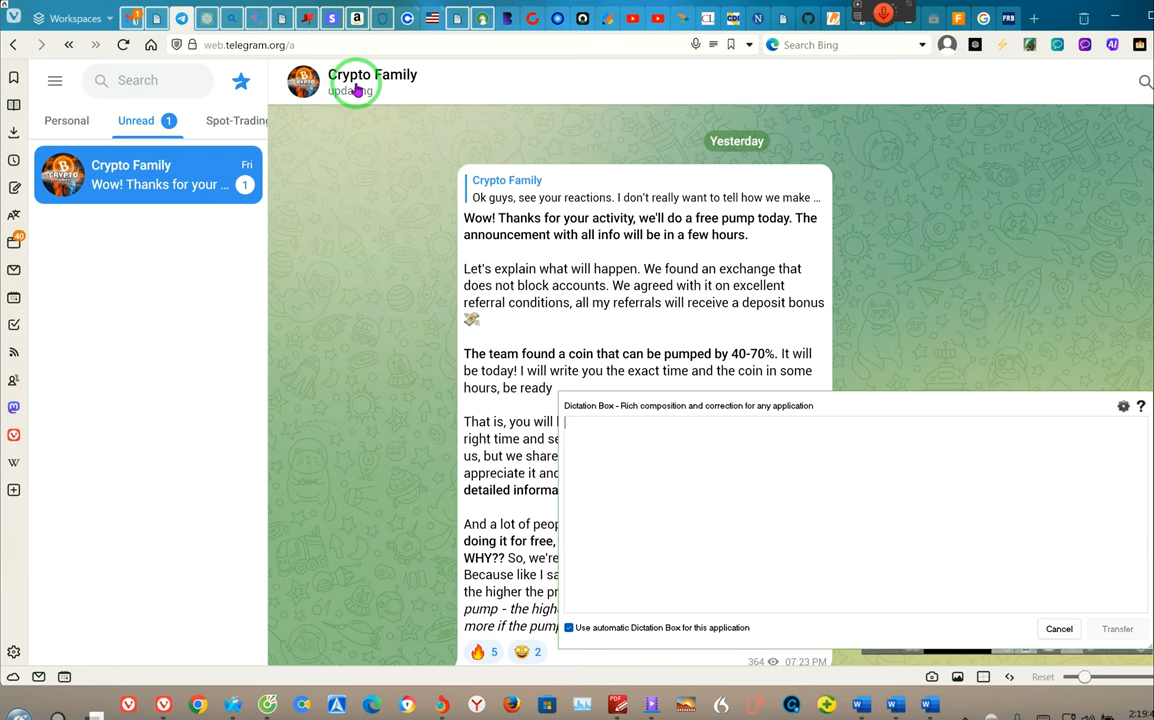 Workspaces
web.telegram.org/a
Search Bing
Search
Crypto Family
updating
Personal
Unread 1
Spot-Trading
Crypto Family
Fri
Wow! Thanks for your ...
1
Yesterday
Crypto Family
Ok guys, see your reactions. I don't really want to tell how we make ...
Wow! Thanks for your activity, we'll do a free pump today. The
announcement with all info will be in a few hours.
Let's explain what will happen. We found an exchange that
does not block accounts. We agreed with it on excellent
referral conditions, all my referrals will receive a deposit bonus
The team found a coin that can be pumped by 40-70%. It will
be today! I will write you the exact time and the coin in some
hours, be ready
That is, you will
right time and se
us, but we share
appreciate it and
detailed informa
And a lot of peop
doing it for free,
WHY?? So, we're
Because like I sa
the higher the pr
pump - the high
more if the pump
5
2
364
07:23 PM
Dictation Box - Rich composition and correction for any application
?
Use automatic Dictation Box for this application
Cancel
Transfer
40
Reset
2:19:4